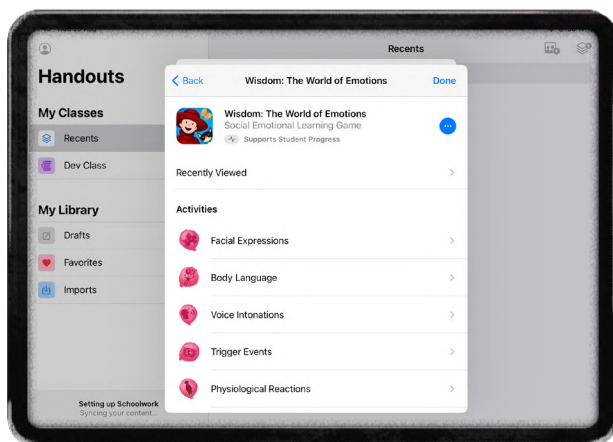 Recents
Handouts
My Classes
Recents
Dev Class
My Library
Drafts
Favorites
Imports
Setting up Schoolwork
Syncing your content...
Back
Wisdom: The World of Emotions
Done
Wisdom: The World of Emotions
Social Emotional Learning Game
Supports Student Progress
Recently Viewed
Activities
Facial Expressions
Body Language
Voice Intonations
Trigger Events
Physiological Reactions